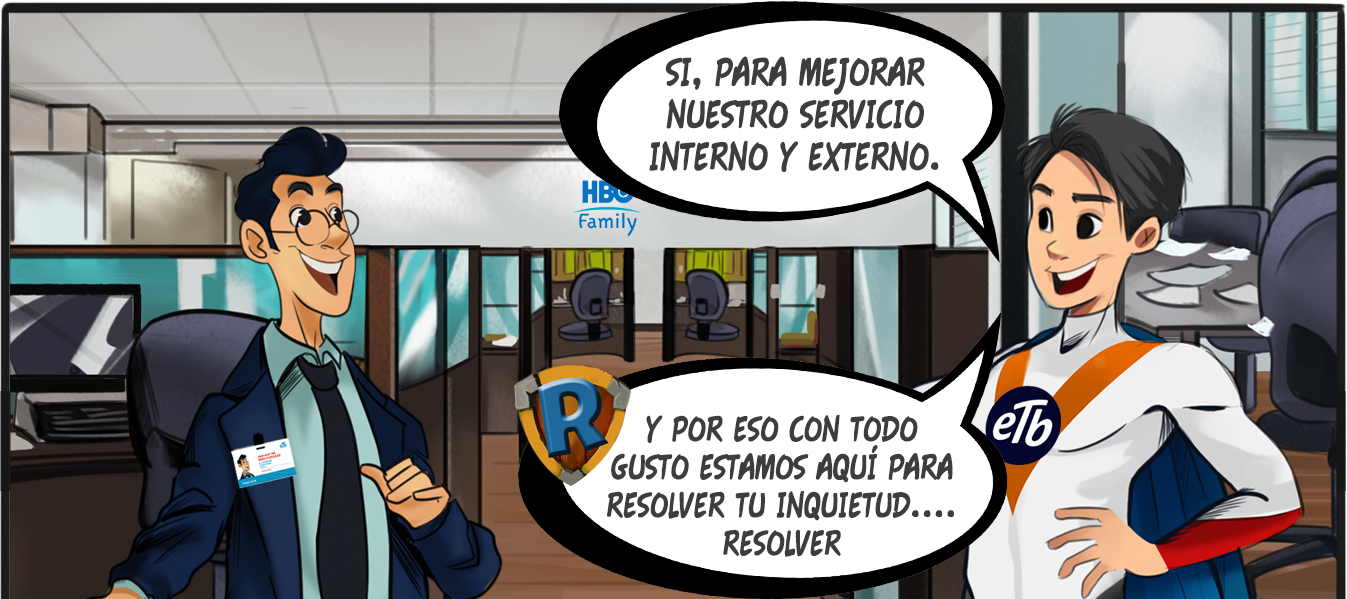 SI, PARA MEJORAR
NUESTRO SERVICIO
INTERNO Y EXTERNO.
HBO
Family
R
Y POR ESO CON TODO
GUSTO ESTAMOS AQUÍ PARA
RESOLVER TU INQUIETUD....
RESOLVER
eTb